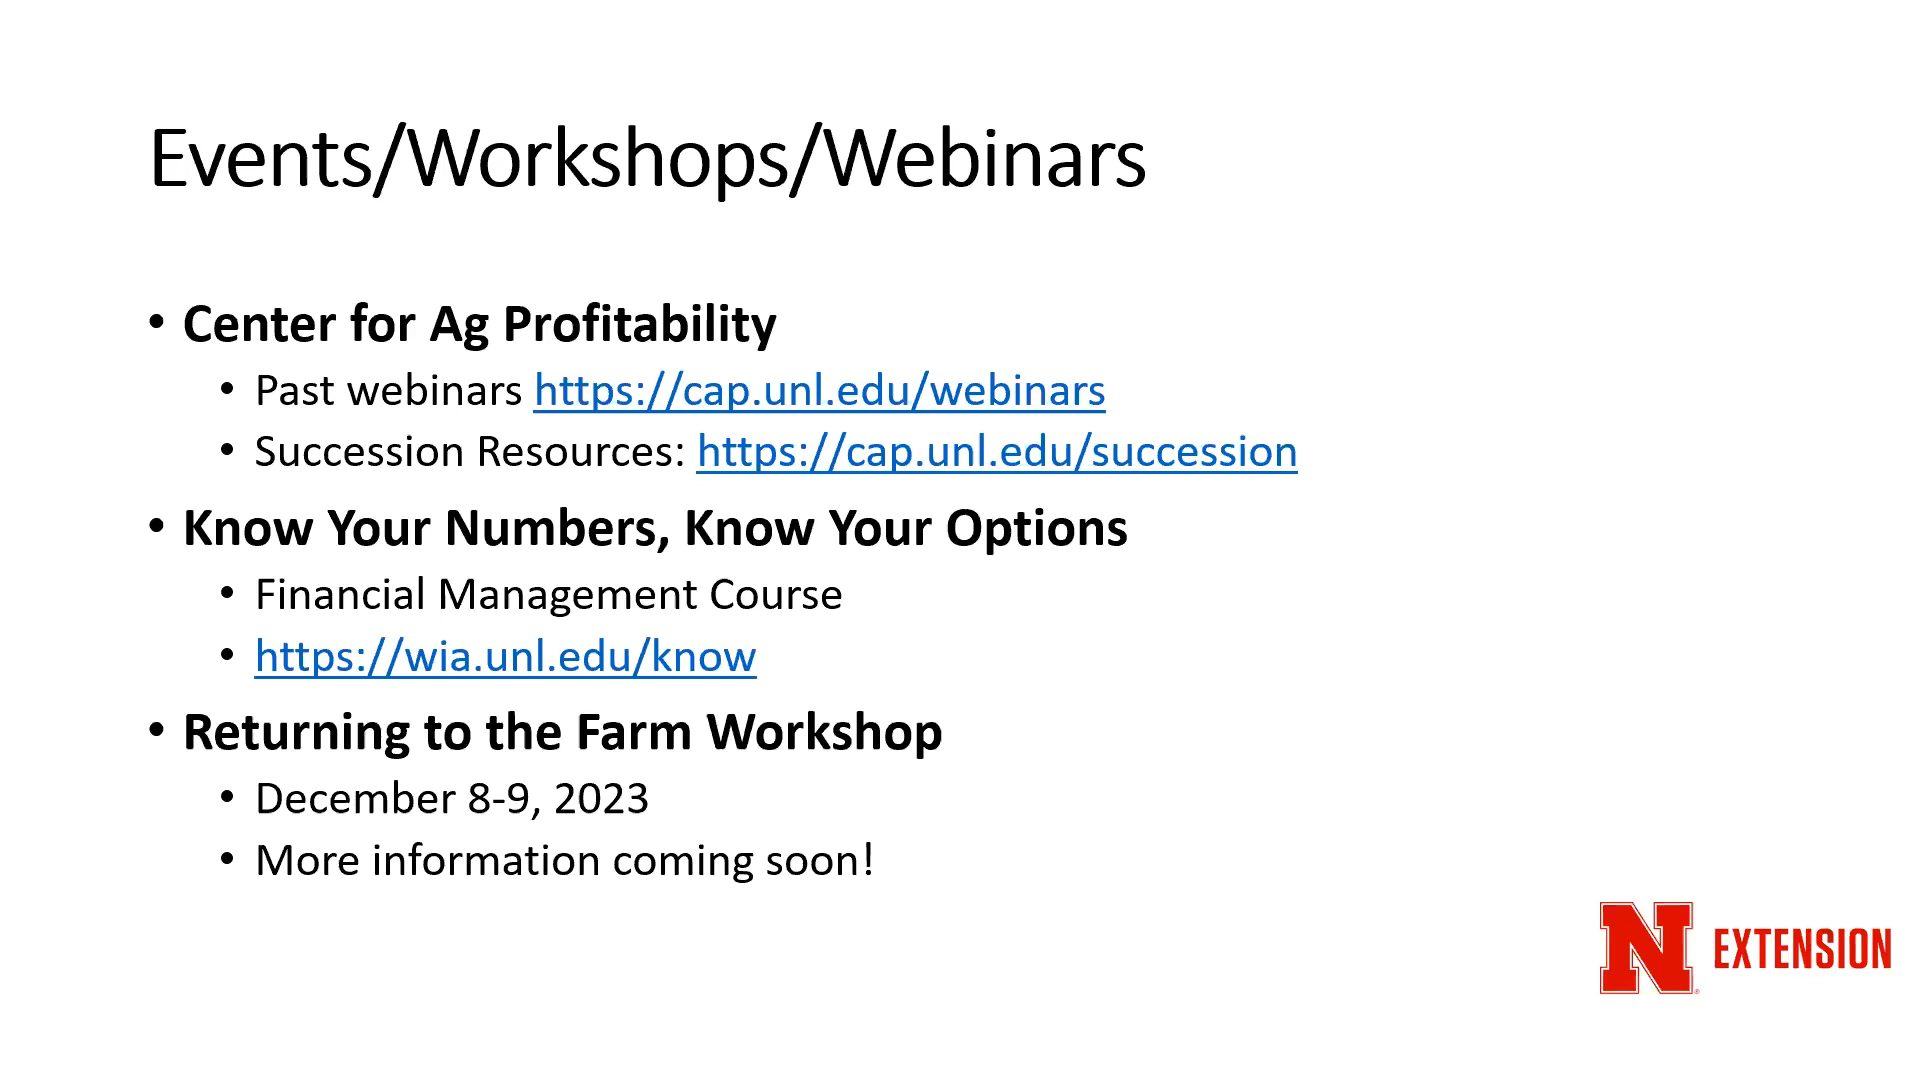 Events/Workshops/Webinars
• Center for Ag Profitability
• Past webinars https://cap.unl.edu/webinars
• Succession Resources: https://cap.unl.edu/succession
• Know Your Numbers, Know Your Options
• Financial Management Course
• https://wia.unl.edu/know
• Returning to the Farm Workshop
• December 8-9, 2023
• More information coming soon!
N EXTENSION